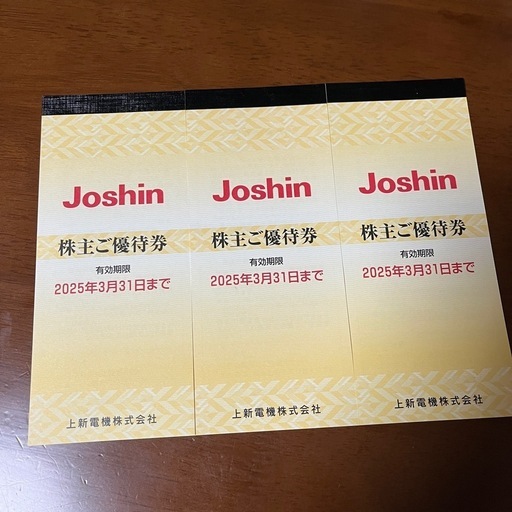 Joshin
株主ご優待券
有効期限
2025年3月31日まで
上新電機株式会社
Joshin
株主ご優待券
有効期限
2025年3月31日まで
上新電機株式会社
Joshin
株主ご優待券
有効期限
2025年3月31日まで
上新電機株式会社